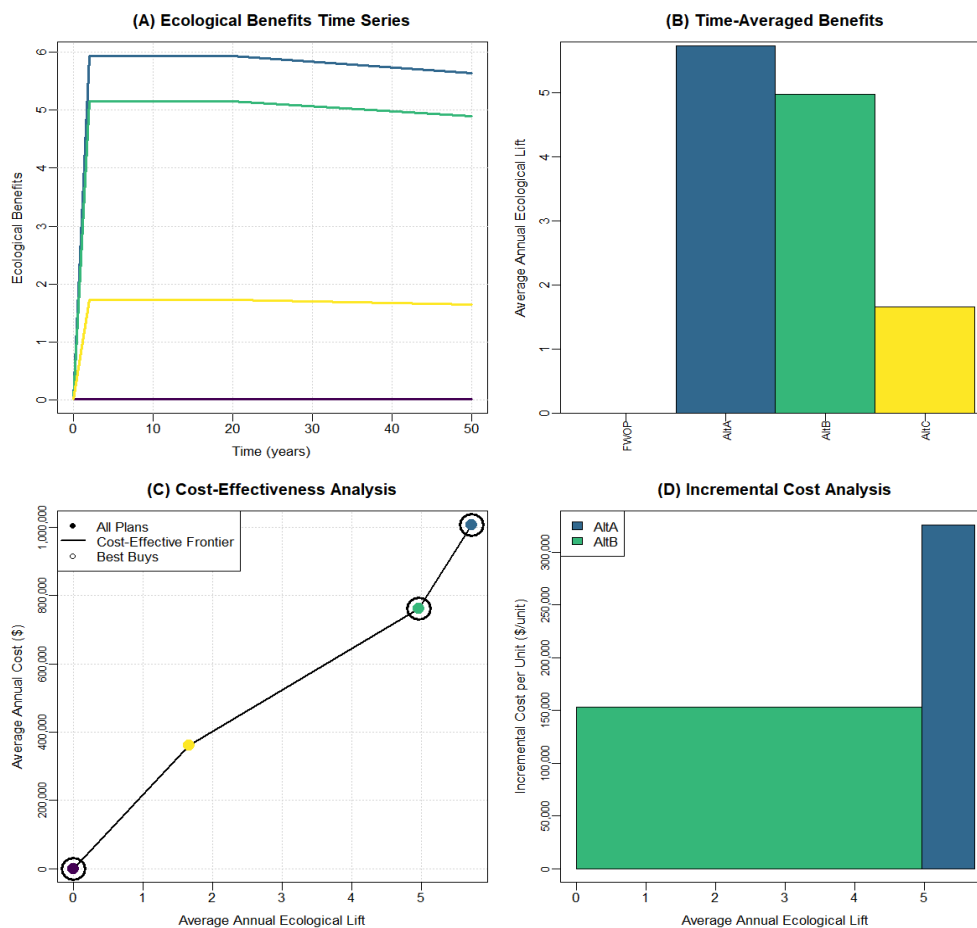 (A) Ecological Benefits Time Series
Ecological Benefits
0
1
2
3
4
5
6
0 10 20 30 40 50
Time (years)
(B) Time-Averaged Benefits
Average Annual Ecological Lift
0
1
2
3
4
5
FWOP AltA AltB AltC
(C) Cost-Effectiveness Analysis
All Plans
Cost-Effective Frontier
Best Buys
Average Annual Cost ($)
0
200,000
400,000
600,000
800,000
1,000,000
0 1 2 3 4 5
Average Annual Ecological Lift
(D) Incremental Cost Analysis
AltA
AltB
Incremental Cost per Unit ($/unit)
0
50,000
100,000
150,000
200,000
250,000
300,000
0 1 2 3 4 5
Average Annual Ecological Lift